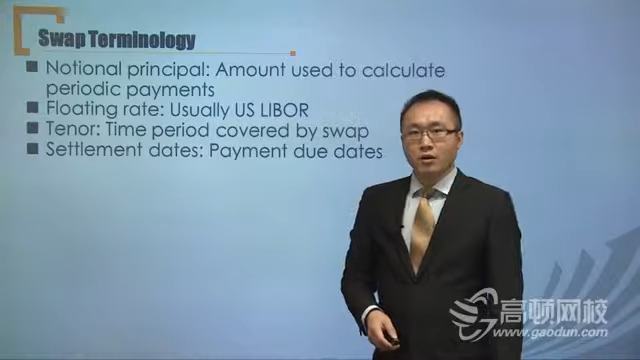 Swap Terminology
Notional principal: Amount used to calculate
periodic payments
Floating rate: Usually US LIBOR
Tenor: Time period covered by swap
Settlement dates: Payment due dates
高顿网校
www.gaodun.com